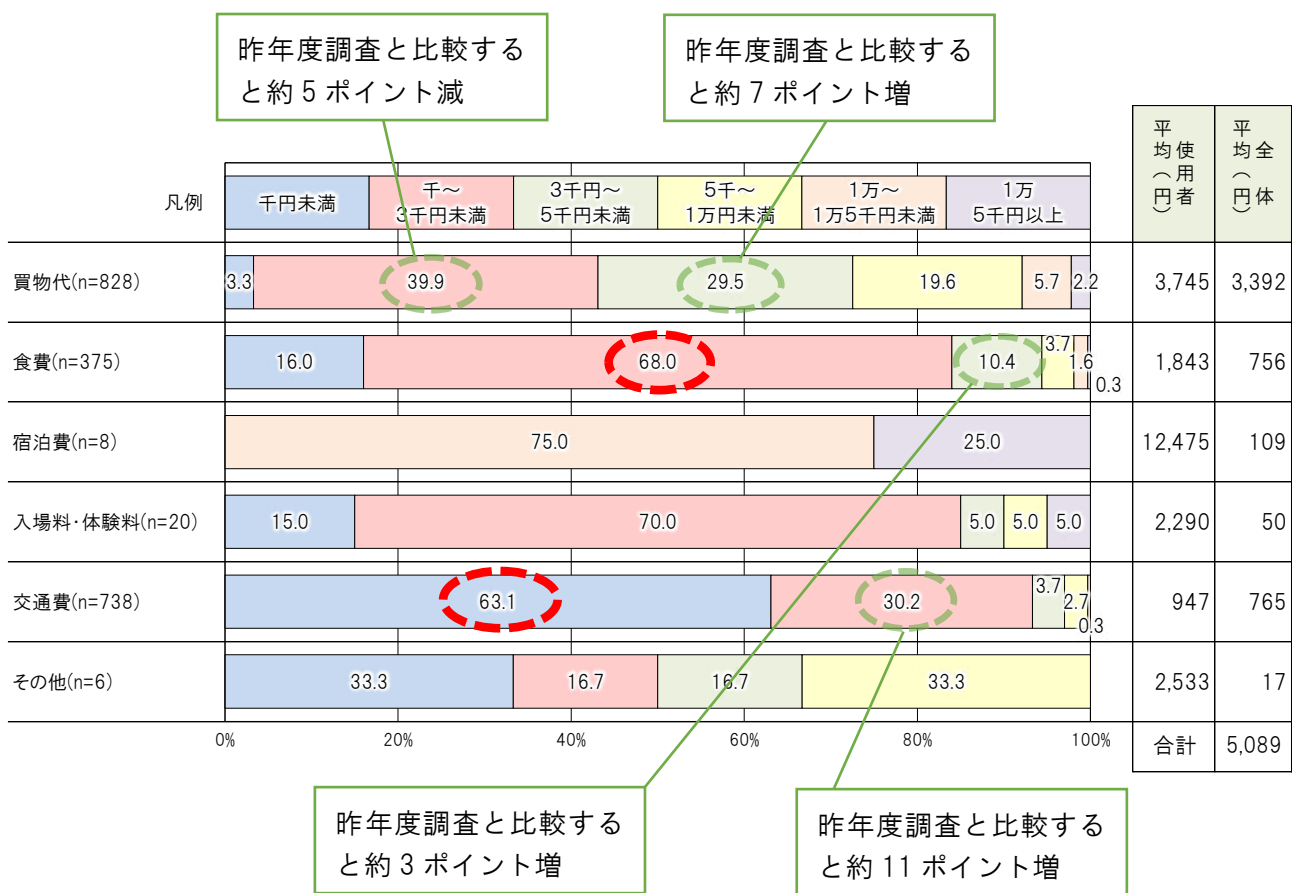 昨年度調査と比較する
と約5ポイント減
昨年度調査と比較する
と約7ポイント増
使用者
平均(円)
全体
平均(円)
凡例
千円未満
千~
3千円未満
3千円~
5千円未満
5千~
1万円未満
1万~
1万5千円未満
1万
5千円以上
買物代(n=828)
3.3
39.9
29.5
19.6
5.7
2.2
3,745
3,392
食費(n=375)
16.0
68.0
10.4
3.7
1.6
0.3
1,843
756
宿泊費(n=8)
75.0
25.0
12,475
109
入場料・体験料(n=20)
15.0
70.0
5.0
5.0
5.0
2,290
50
交通費(n=738)
63.1
30.2
3.7
2.7
0.3
947
765
その他(n=6)
33.3
16.7
16.7
33.3
2,533
17
0%
20%
40%
60%
80%
100%
合計
5,089
昨年度調査と比較する
と約3ポイント増
昨年度調査と比較する
と約11ポイント増